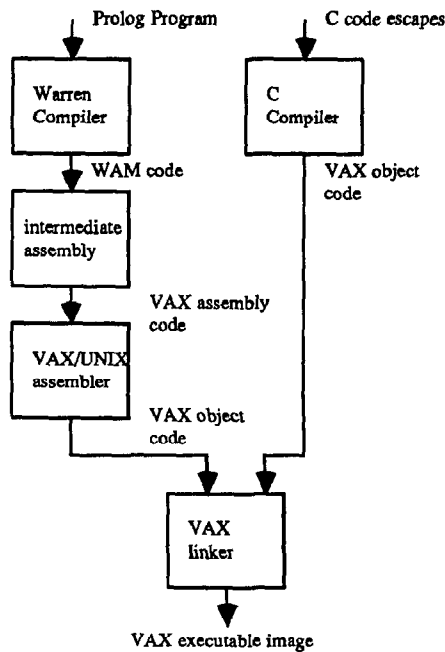 Prolog Program
C code escapes
Warren
Compiler
C
Compiler
WAM code
VAX object
code
intermediate
assembly
VAX assembly
code
VAX/UNIX
assembler
VAX object
code
VAX
linker
VAX executable image